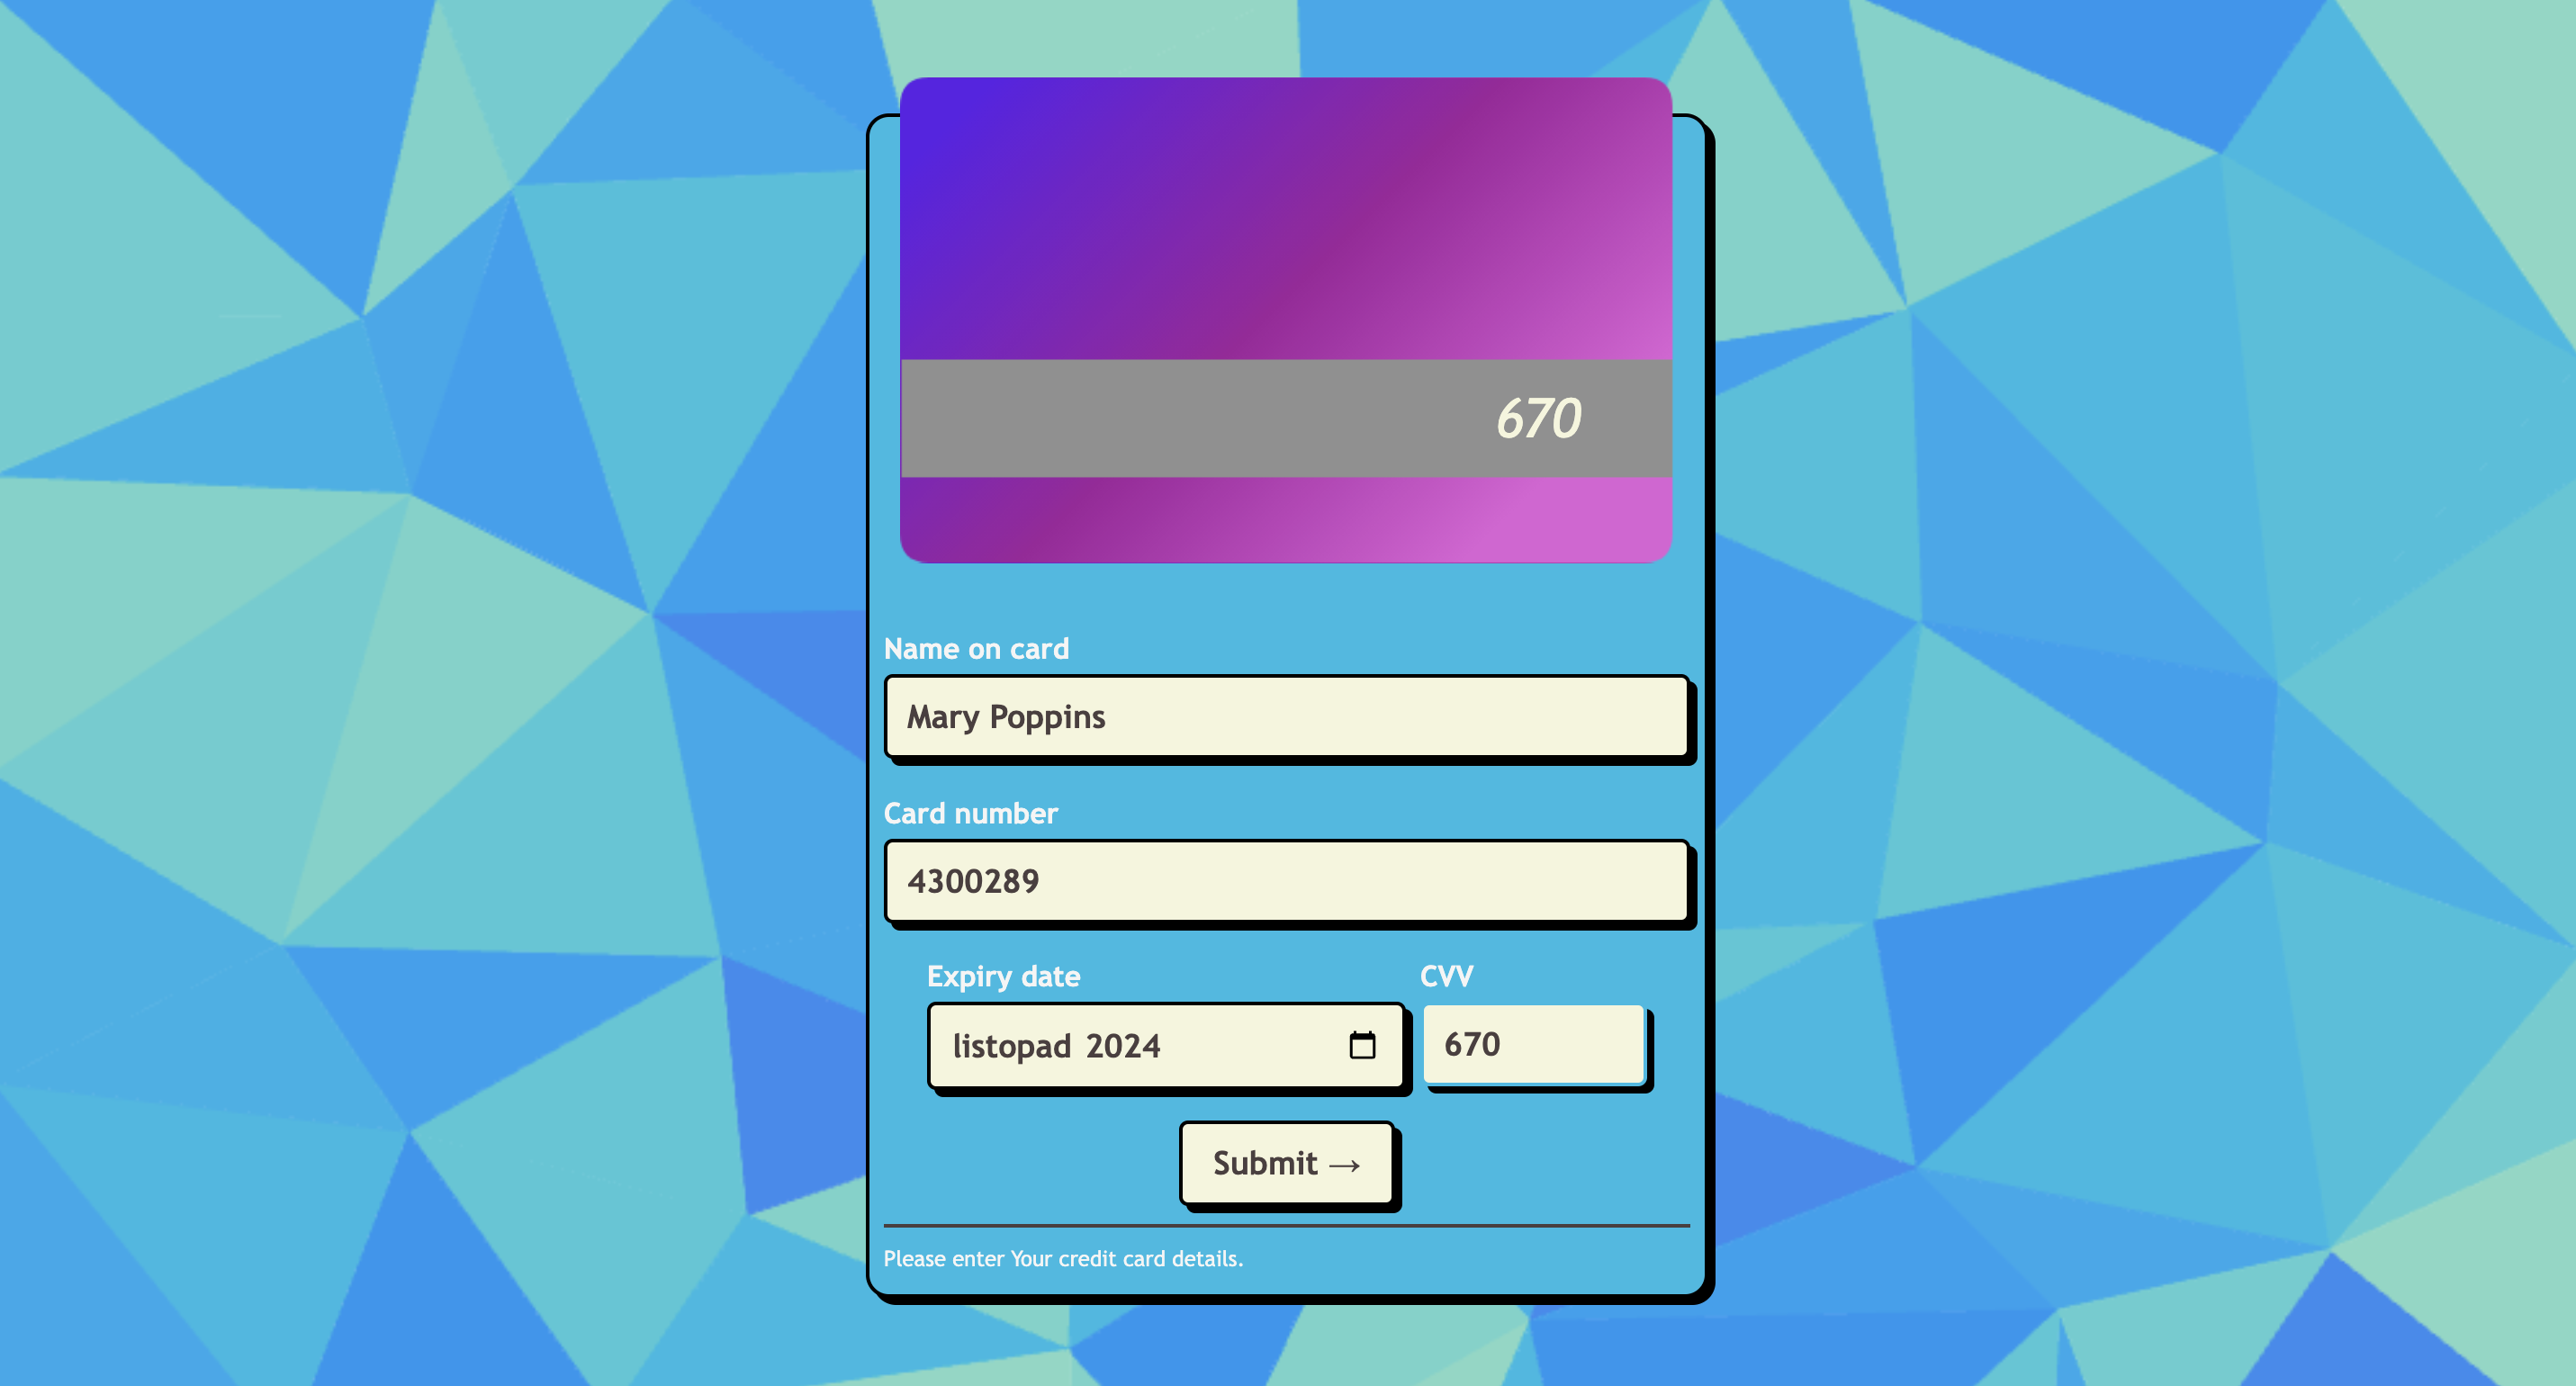 670
Name on card
Mary Poppins
Card number
4300289
Expiry date CVV
listopad 2024 670
Submit →
Please enter Your credit card details.